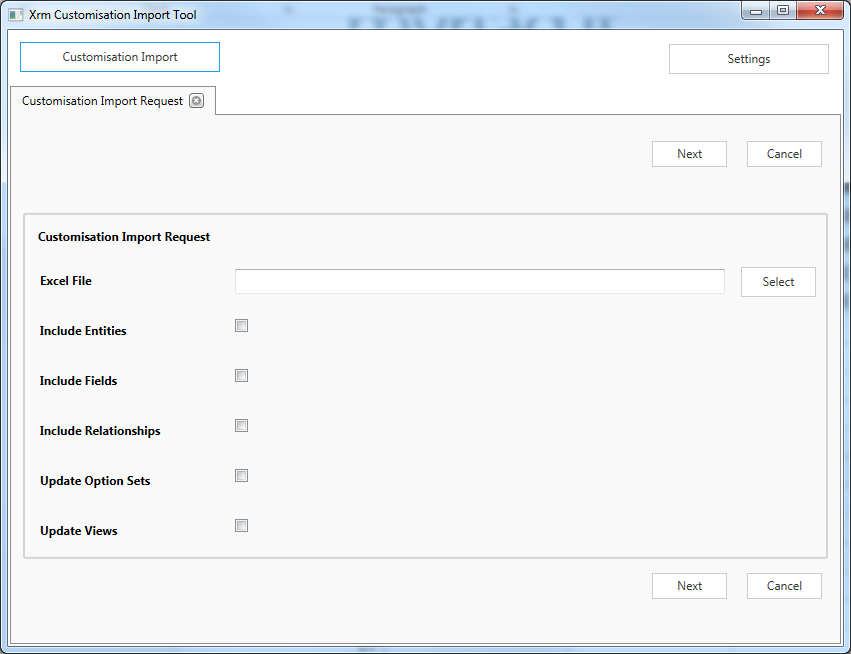 Xrm Customisation Import Tool
Customisation Import
Settings
Customisation Import Request
Next Cancel
Customisation Import Request
Excel File Select
Include Entities
Include Fields
Include Relationships
Update Option Sets
Update Views
Next Cancel